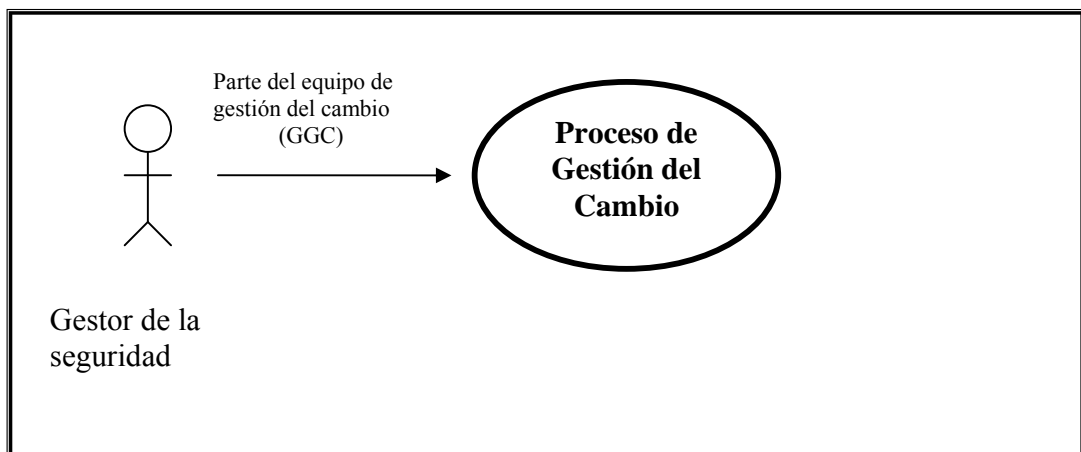 Parte del equipo de
gestión del cambio
(GGC)
Proceso de
Gestión del
Cambio
Gestor de la
seguridad